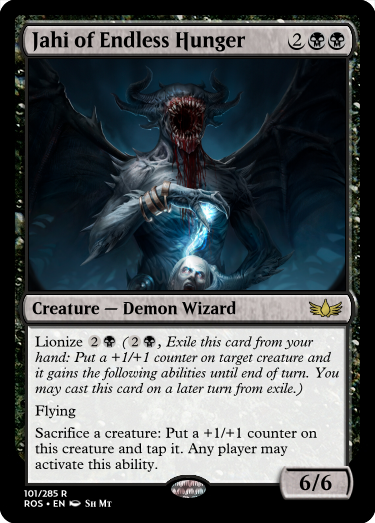 Jahi of Endless Hunger 2
Creature — Demon Wizard
Lionize 2 ( 2 , Exile this card from your
hand: Put a +1/+1 counter on target creature and
it gains the following abilities until end of turn. You
may cast this card on a later turn from exile.)
Flying
Sacrifice a creature: Put a +1/+1 counter on
this creature and tap it. Any player may
activate this ability.
6/6
101/285 R
ROS • EN SH MT